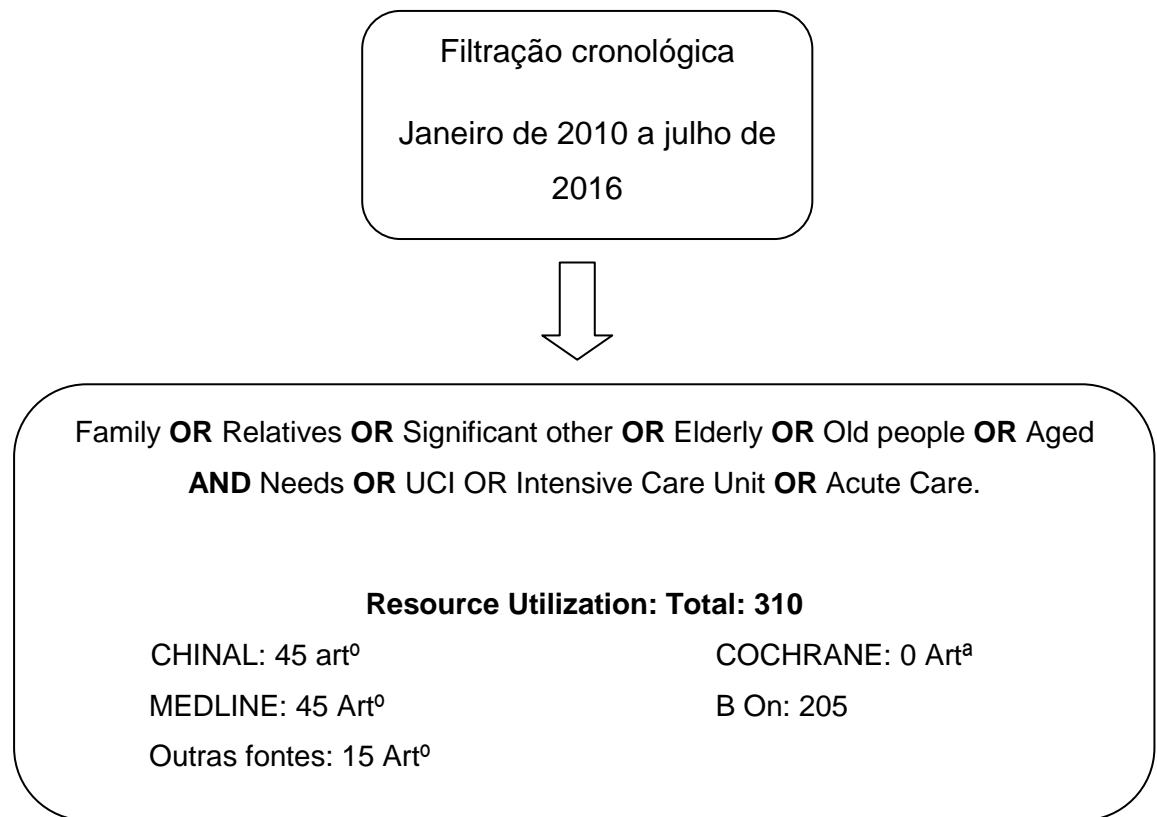 Filtração cronológica
Janeiro de 2010 a julho de
2016
Family OR Relatives OR Significant other OR Elderly OR Old people OR Aged
AND Needs OR UCI OR Intensive Care Unit OR Acute Care.
Resource Utilization: Total: 310
CHINAL: 45 artº
COCHRANE: 0 Artª
MEDLINE: 45 Artº
B On: 205
Outras fontes: 15 Artº